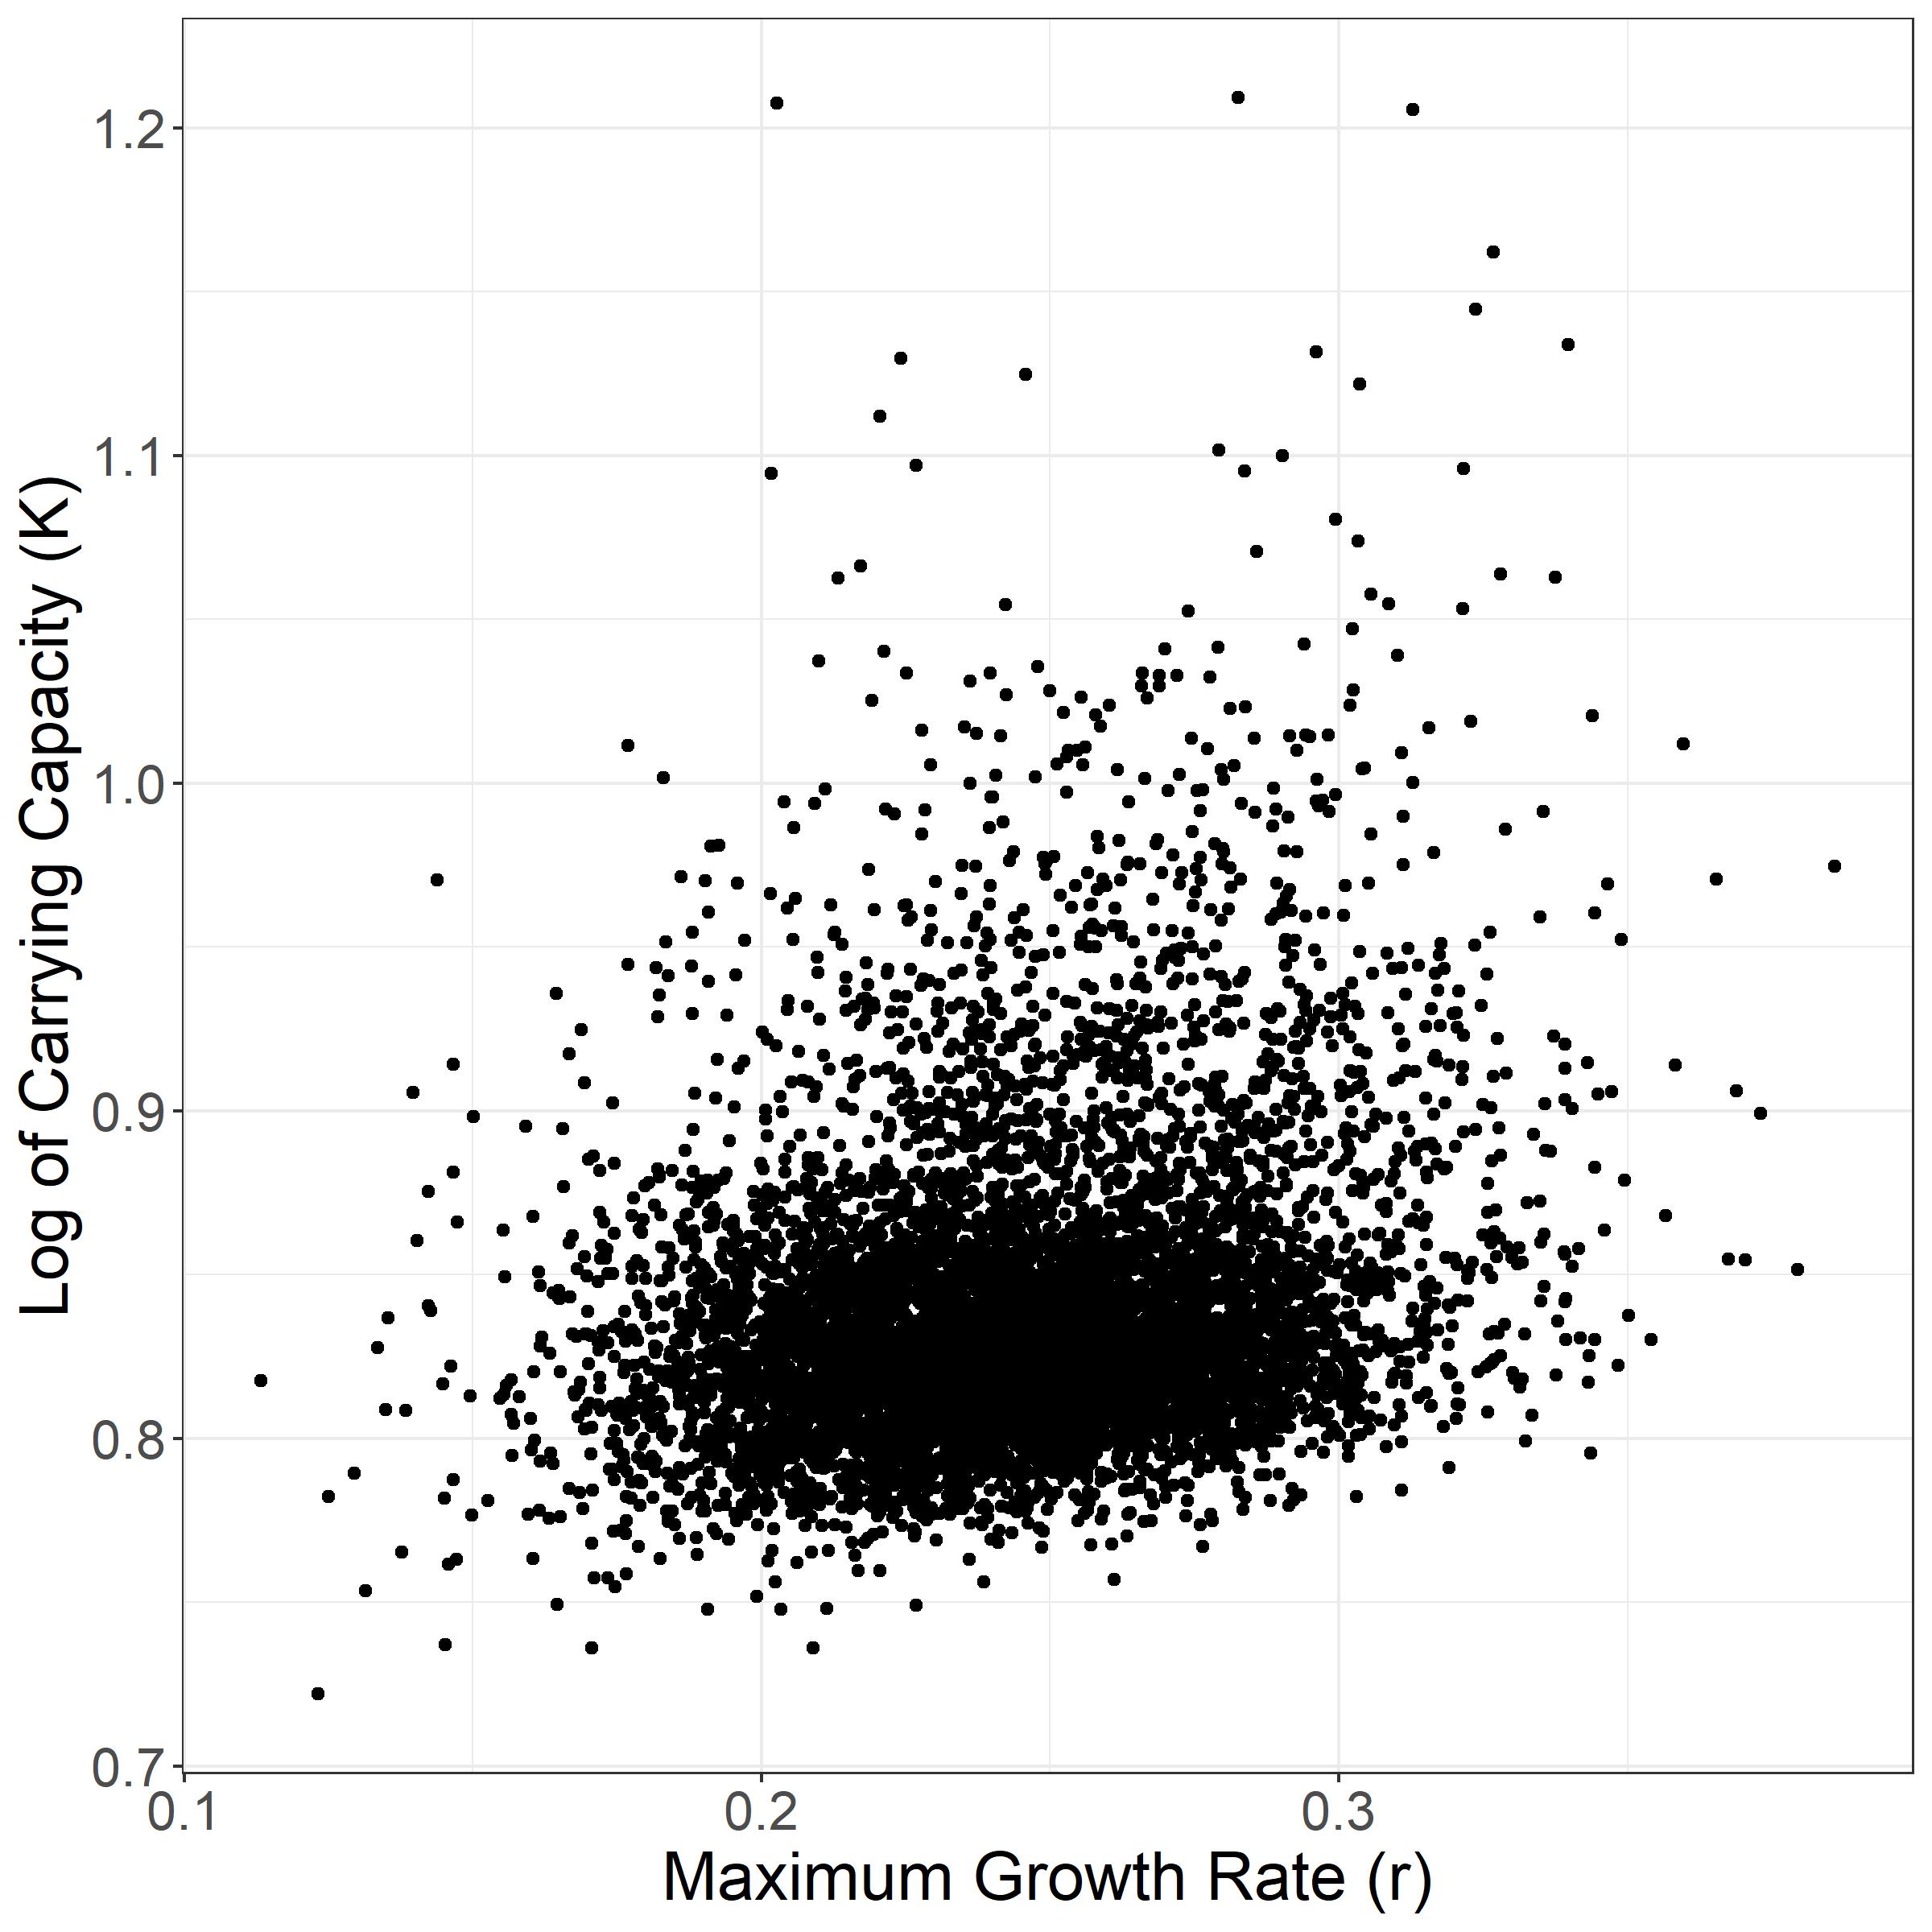 Log of Carrying Capacity (K)
1.2
1.1
1.0
0.9
0.8
0.7
0.1 0.2 0.3
Maximum Growth Rate (r)